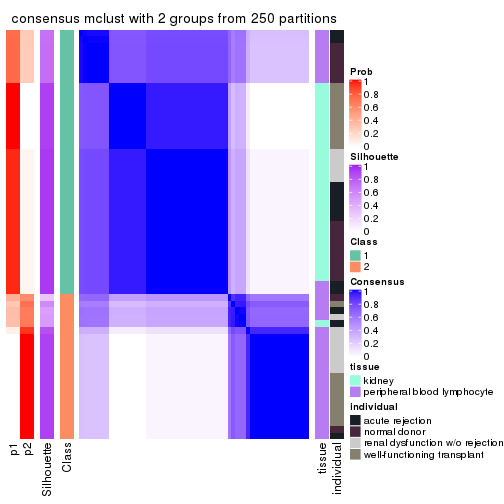 consensus mclust with 2 groups from 250 partitions
Prob
1
0.8
0.6
0.4
0.2
0
Silhouette
1
0.8
0.6
0.4
0.2
0
Class
1
2
Consensus
1
0.8
0.6
0.4
0.2
0
tissue
kidney
peripheral blood lymphocyte
individual
acute rejection
normal donor
renal dysfunction w/o rejection
well-functioning transplant
p1
p2
Silhouette
Class
tissue
individual